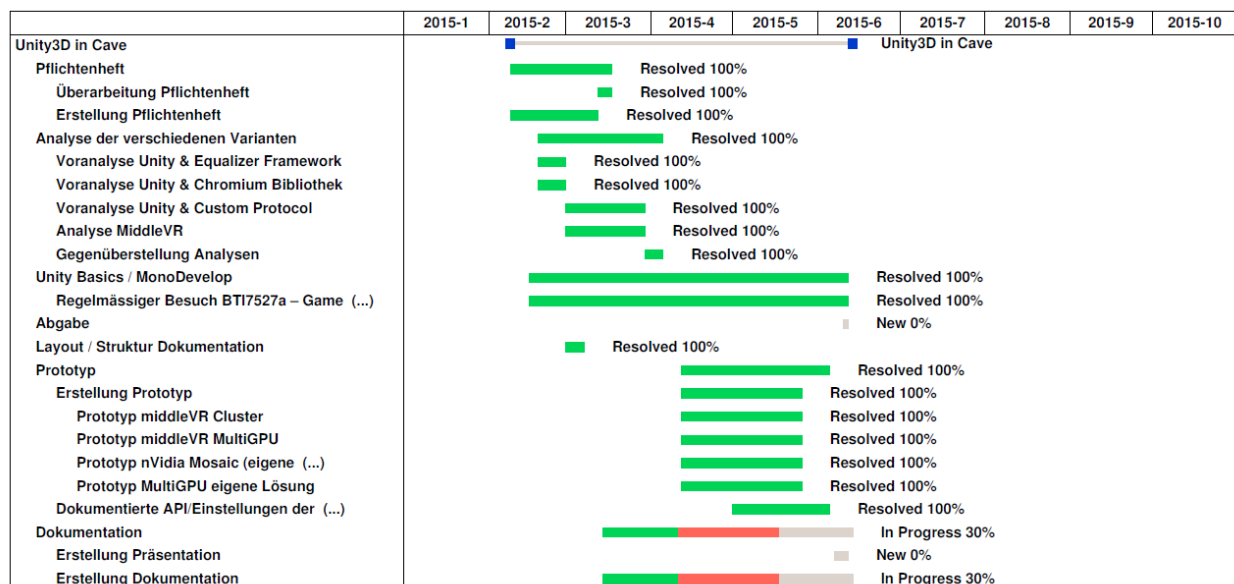 2015-1 2015-2 2015-3 2015-4 2015-5 2015-6 2015-7 2015-8 2015-9 2015-10
Unity3D in Cave Unity3D in Cave
Pflichtenheft Resolved 100%
Überarbeitung Pflichtenheft Resolved 100%
Erstellung Pflichtenheft Resolved 100%
Analyse der verschiedenen Varianten Resolved 100%
Voranalyse Unity & Equalizer Framework Resolved 100%
Voranalyse Unity & Chromium Bibliothek Resolved 100%
Voranalyse Unity & Custom Protocol Resolved 100%
Analyse MiddleVR Resolved 100%
Gegenüberstellung Analysen Resolved 100%
Unity Basics / MonoDevelop Resolved 100%
Regelmässiger Besuch BTI7527a – Game (...) Resolved 100%
Abgabe New 0%
Layout / Struktur Dokumentation Resolved 100%
Prototyp Resolved 100%
Erstellung Prototyp Resolved 100%
Prototyp middleVR Cluster Resolved 100%
Prototyp middleVR MultiGPU Resolved 100%
Prototyp nVidia Mosaic (eigene (...) Resolved 100%
Prototyp MultiGPU eigene Lösung Resolved 100%
Dokumentierte API/Einstellungen der (...) Resolved 100%
Dokumentation In Progress 30%
Erstellung Präsentation New 0%
Erstellung Dokumentation In Progress 30%